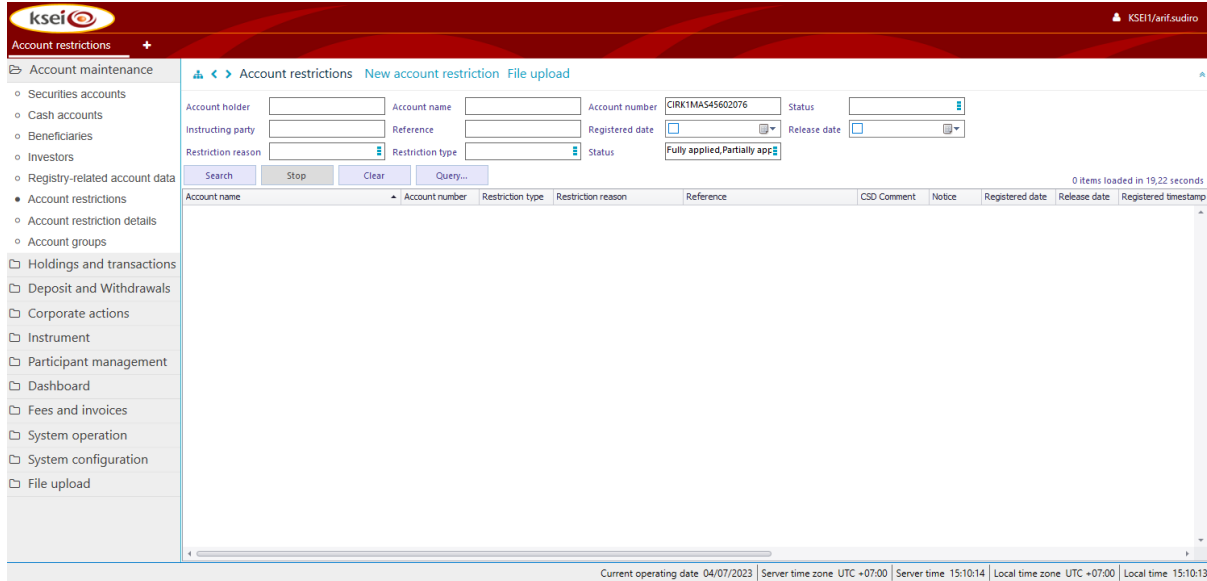 ksei
KSEI1/arif.sudiro
Account restrictions +
Account maintenance
Securities accounts
Cash accounts
Beneficiaries
Investors
Registry-related account data
Account restrictions
Account restriction details
Account groups
Holdings and transactions
Deposit and Withdrawals
Corporate actions
Instrument
Participant management
Dashboard
Fees and invoices
System operation
System configuration
File upload
Account restrictions New account restriction File upload
Account holder Account name Account number CIRK1MAS45602076 Status
Instructing party Reference Registered date Release date
Restriction reason Restriction type Status Fully applied,Partially app
Search Stop Clear Query...
0 items loaded in 19,22 seconds
Account name Account number Restriction type Restriction reason Reference CSD Comment Notice Registered date Release date Registered timestamp
Current operating date 04/07/2023 Server time zone UTC +07:00 Server time 15:10:14 Local time zone UTC +07:00 Local time 15:10:13